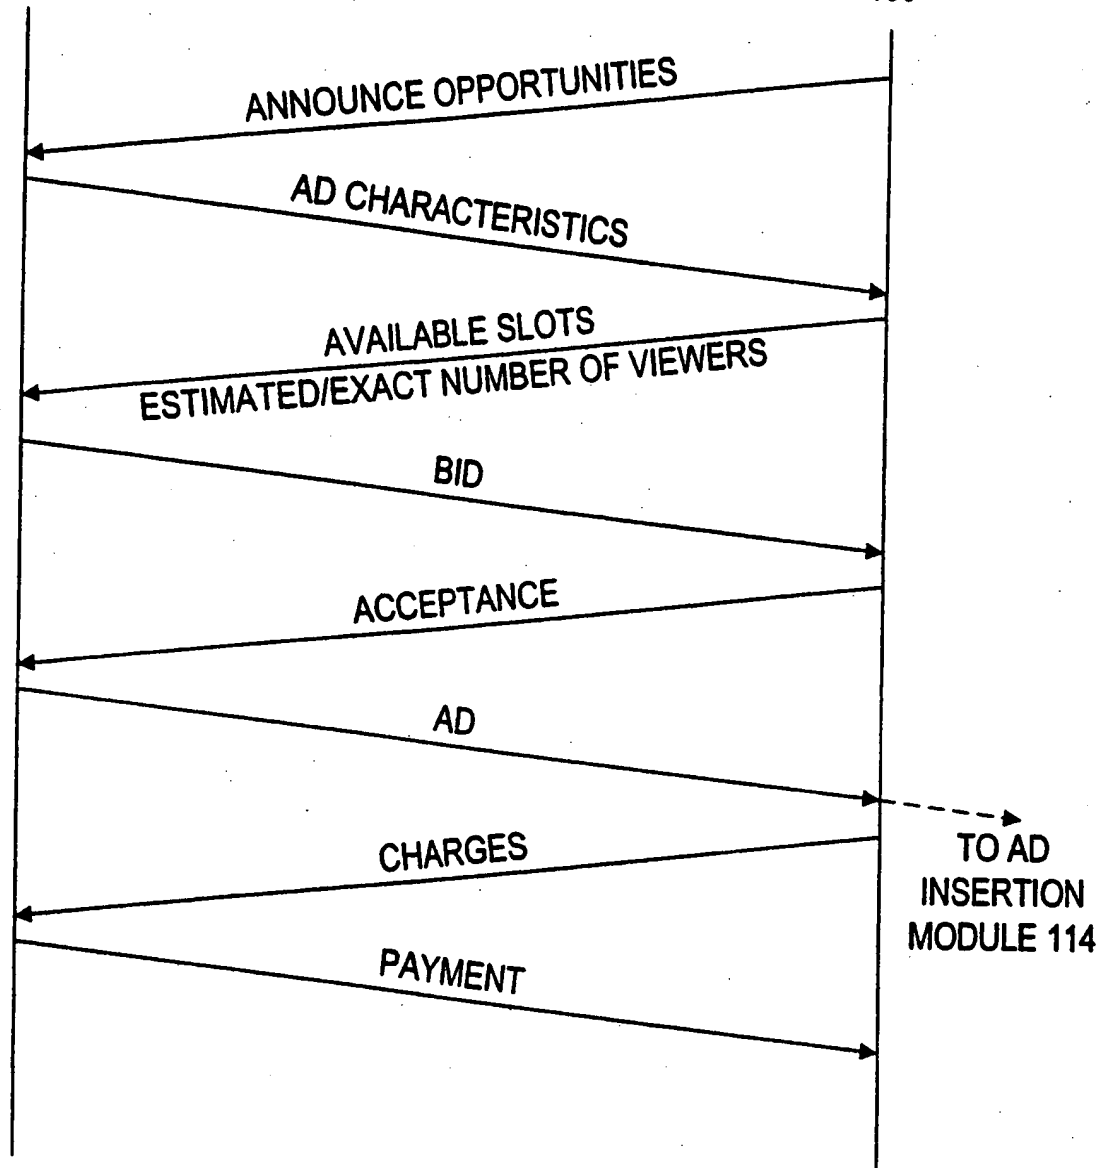 ANNOUNCE OPPORTUNITIES
AD CHARACTERISTICS
AVAILABLE SLOTS
ESTIMATED/EXACT NUMBER OF VIEWERS
BID
ACCEPTANCE
AD
TO AD
INSERTION
MODULE 114
CHARGES
PAYMENT